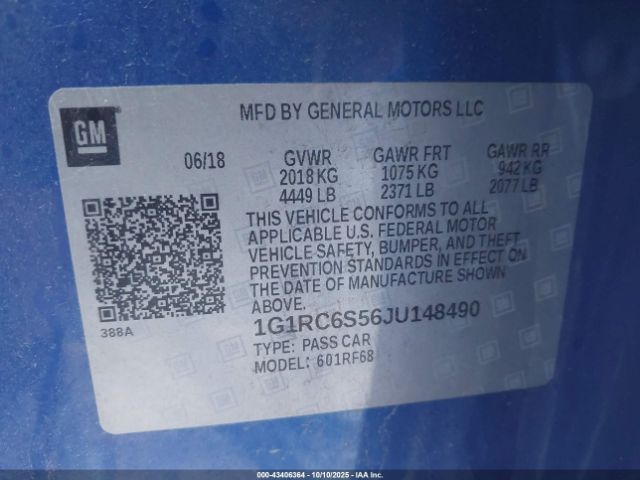 GM
MFD BY GENERAL MOTORS LLC
06/18 GVWR GAWR FRT GAWR RR
2018 KG 1075 KG 942 KG
4449 LB 2371 LB 2077 LB
THIS VEHICLE CONFORMS TO ALL
APPLICABLE U.S. FEDERAL MOTOR
VEHICLE SAFETY, BUMPER, AND THEFT
PREVENTION STANDARDS IN EFFECT ON
THE DATE OF MANUFACTURE SHOWN
ABOVE.
388A
1G1RC6S56JU148490
TYPE: PASS CAR
MODEL: 601RF68
© - 43406364 - 10/10/2025 - IAA Inc.